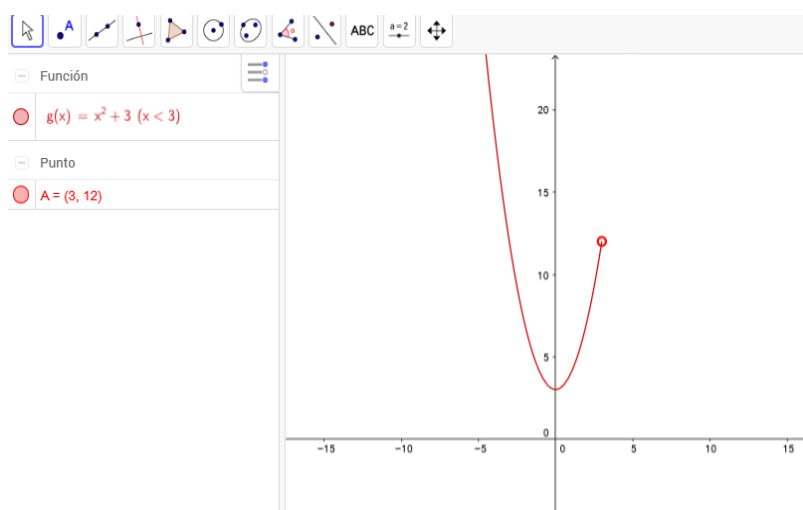 A
ABC
a = 2
Función
g(x) = x² + 3 (x < 3)
Punto
A = (3, 12)
20
15
10
5
0
−15 −10 −5 0 5 10 15